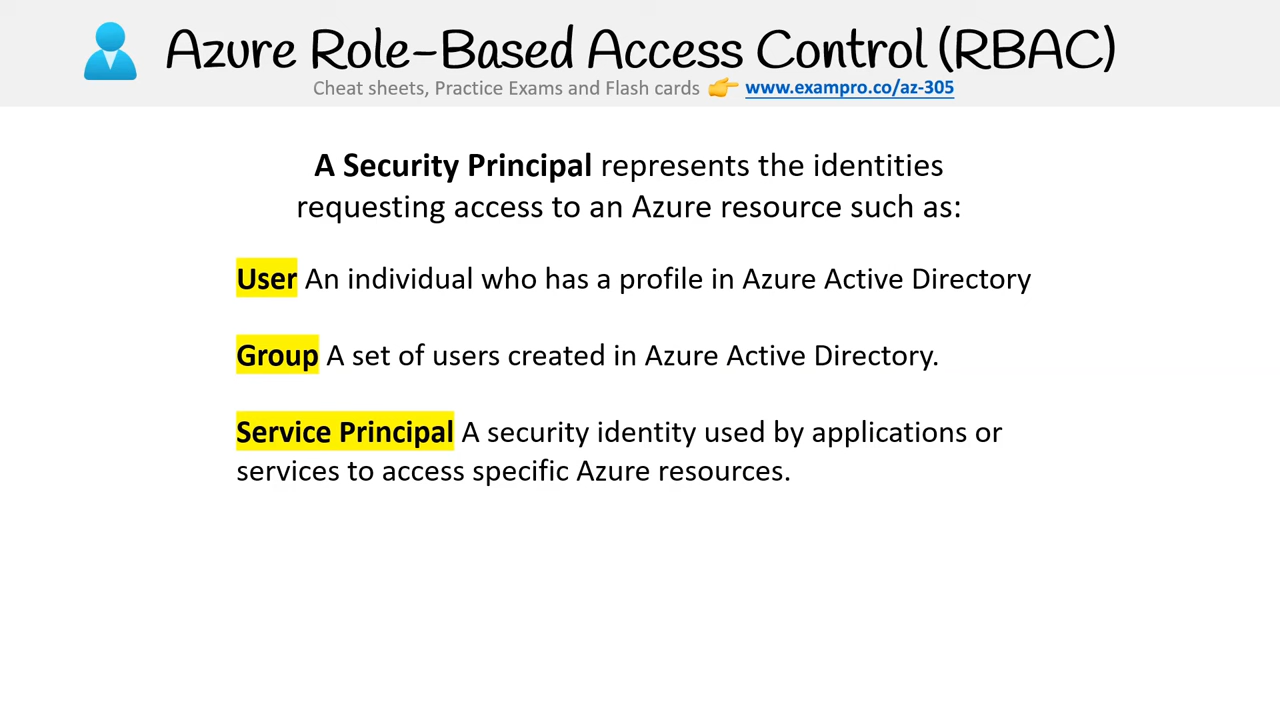 Azure Role-Based Access Control (RBAC)
Cheat sheets, Practice Exams and Flash cards 👉 www.exampro.co/az-305
A Security Principal represents the identities
requesting access to an Azure resource such as:
User An individual who has a profile in Azure Active Directory
Group A set of users created in Azure Active Directory.
Service Principal A security identity used by applications or
services to access specific Azure resources.